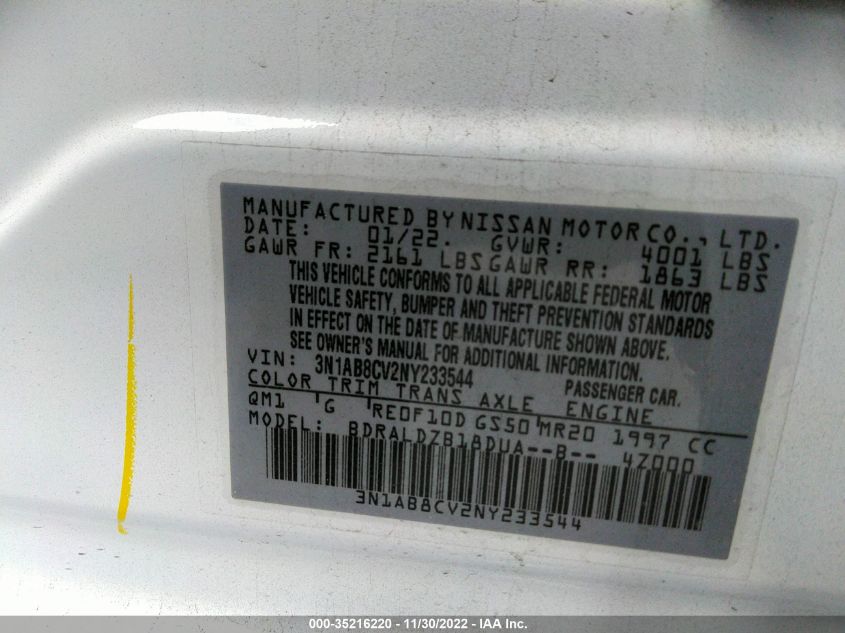 MANUFACTURED BY NISSAN MOTOR CO., LTD.
DATE: 01/22. GVWR: 4001 LBS
GAWR FR: 2161 LBS GAWR RR: 1863 LBS
THIS VEHICLE CONFORMS TO ALL APPLICABLE FEDERAL MOTOR
VEHICLE SAFETY, BUMPER AND THEFT PREVENTION STANDARDS
IN EFFECT ON THE DATE OF MANUFACTURE SHOWN ABOVE.
SEE OWNER'S MANUAL FOR ADDITIONAL INFORMATION.
VIN: 3N1AB8CV2NY233544 PASSENGER CAR.
COLOR TRIM TRANS AXLE ENGINE
QM1 G RE0F10D GS50 MR20 1997 CC
MODEL: BDRALDZB18DUA--B-- 4Z000
3N1AB8CV2NY233544
000-35216220 - 11/30/2022 - IAA Inc.